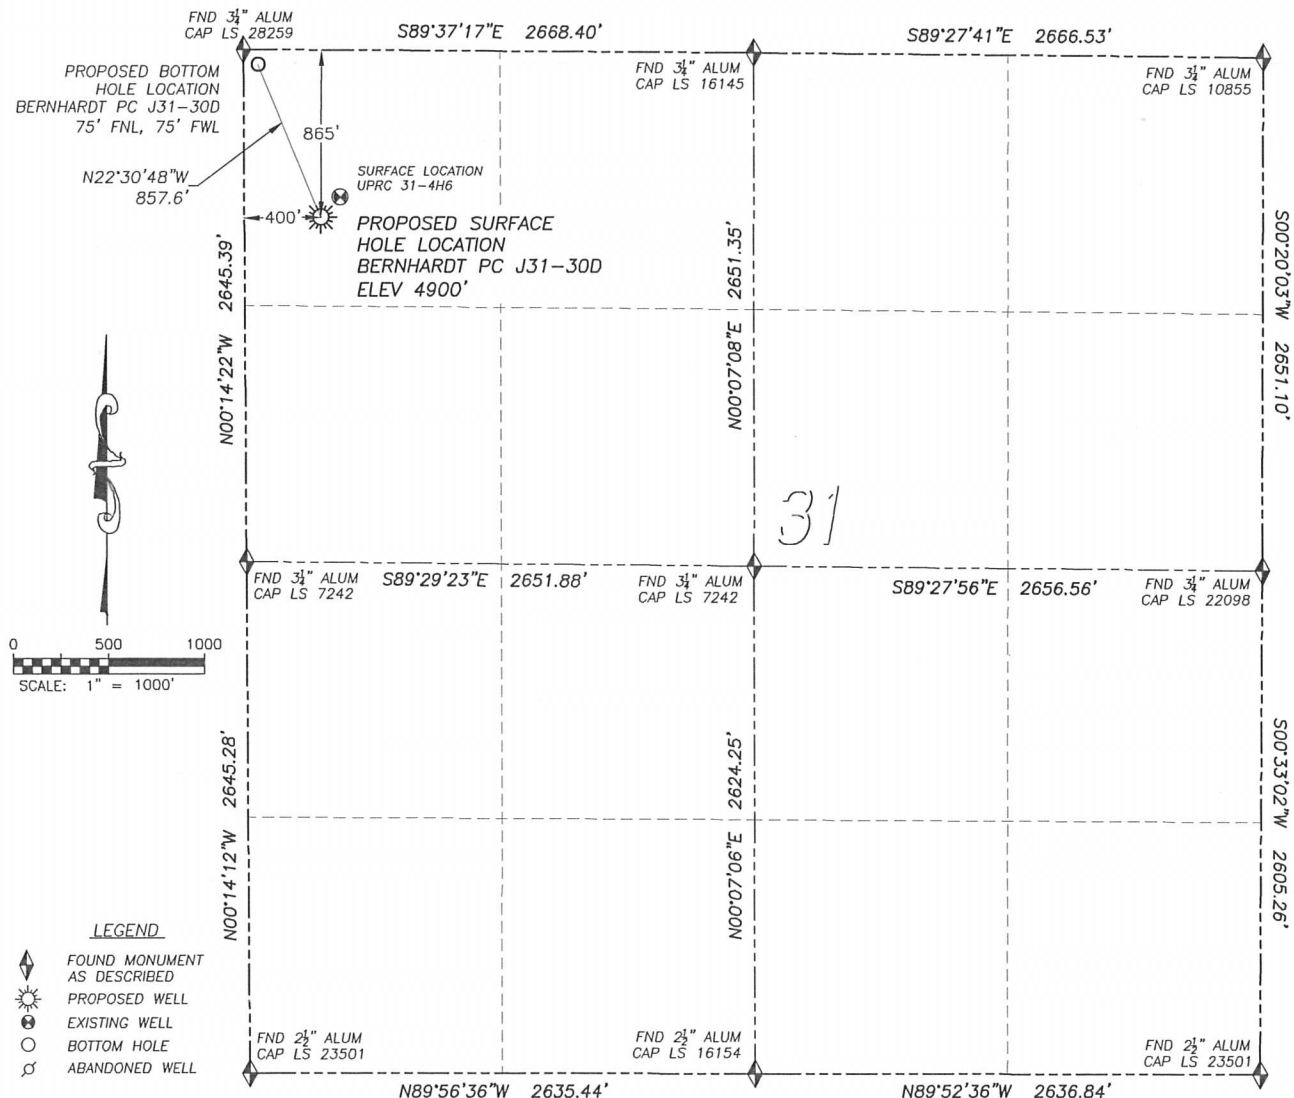 FND 3¼" ALUM
CAP LS 28259
S89°37'17"E 2668.40'
S89°27'41"E 2666.53'
PROPOSED BOTTOM
HOLE LOCATION
BERNHARDT PC J31-30D
75' FNL, 75' FWL
FND 3¼" ALUM
CAP LS 16145
FND 3¼" ALUM
CAP LS 10855
865'
N22°30'48"W
857.6'
SURFACE LOCATION
UPRC 31-4H6
400'
PROPOSED SURFACE
HOLE LOCATION
BERNHARDT PC J31-30D
ELEV 4900'
N00°14'22"W 2645.39'
N00°07'08"E 2651.35'
S00°20'03"W 2651.10'
31
FND 3¼" ALUM
CAP LS 7242
S89°29'23"E 2651.88'
FND 3¼" ALUM
CAP LS 7242
S89°27'56"E 2656.56'
FND 3¼" ALUM
CAP LS 22098
0 500 1000
SCALE: 1" = 1000'
N00°14'12"W 2645.28'
N00°07'06"E 2624.25'
S00°33'02"W 2605.26'
LEGEND
FOUND MONUMENT
AS DESCRIBED
PROPOSED WELL
EXISTING WELL
BOTTOM HOLE
ABANDONED WELL
FND 2½" ALUM
CAP LS 23501
FND 2½" ALUM
CAP LS 16154
FND 2½" ALUM
CAP LS 23501
N89°56'36"W 2635.44'
N89°52'36"W 2636.84'